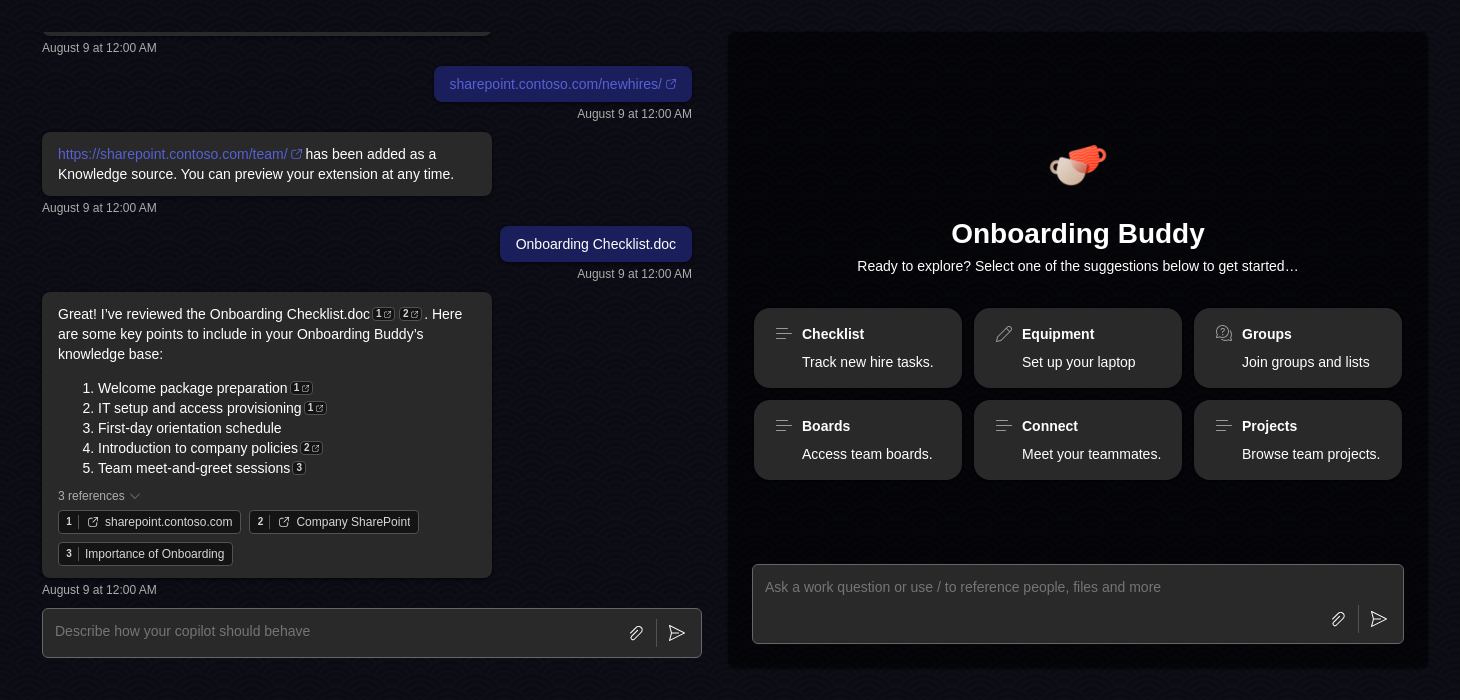 August 9 at 12:00 AM
sharepoint.contoso.com/newhires/
August 9 at 12:00 AM
https://sharepoint.contoso.com/team/ has been added as a
Knowledge source. You can preview your extension at any time.
August 9 at 12:00 AM
Onboarding Checklist.doc
August 9 at 12:00 AM
Great! I’ve reviewed the Onboarding Checklist.doc 1 2 . Here
are some key points to include in your Onboarding Buddy’s
knowledge base:
1. Welcome package preparation 1
2. IT setup and access provisioning 1
3. First-day orientation schedule
4. Introduction to company policies 2
5. Team meet-and-greet sessions 3
3 references
1 sharepoint.contoso.com 2 Company SharePoint
3 Importance of Onboarding
August 9 at 12:00 AM
Describe how your copilot should behave
Onboarding Buddy
Ready to explore? Select one of the suggestions below to get started…
Checklist
Track new hire tasks.
Equipment
Set up your laptop
Groups
Join groups and lists
Boards
Access team boards.
Connect
Meet your teammates.
Projects
Browse team projects.
Ask a work question or use / to reference people, files and more